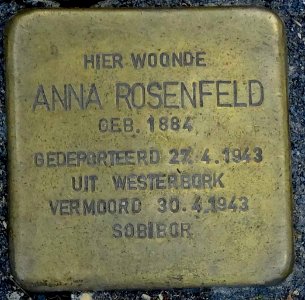 HIER WOONDE
ANNA ROSENFELD
GEB. 1884
GEDEPORTEERD 27.4.1943
UIT WESTERBORK
VERMOORD 30.4.1943
SOBIBOR